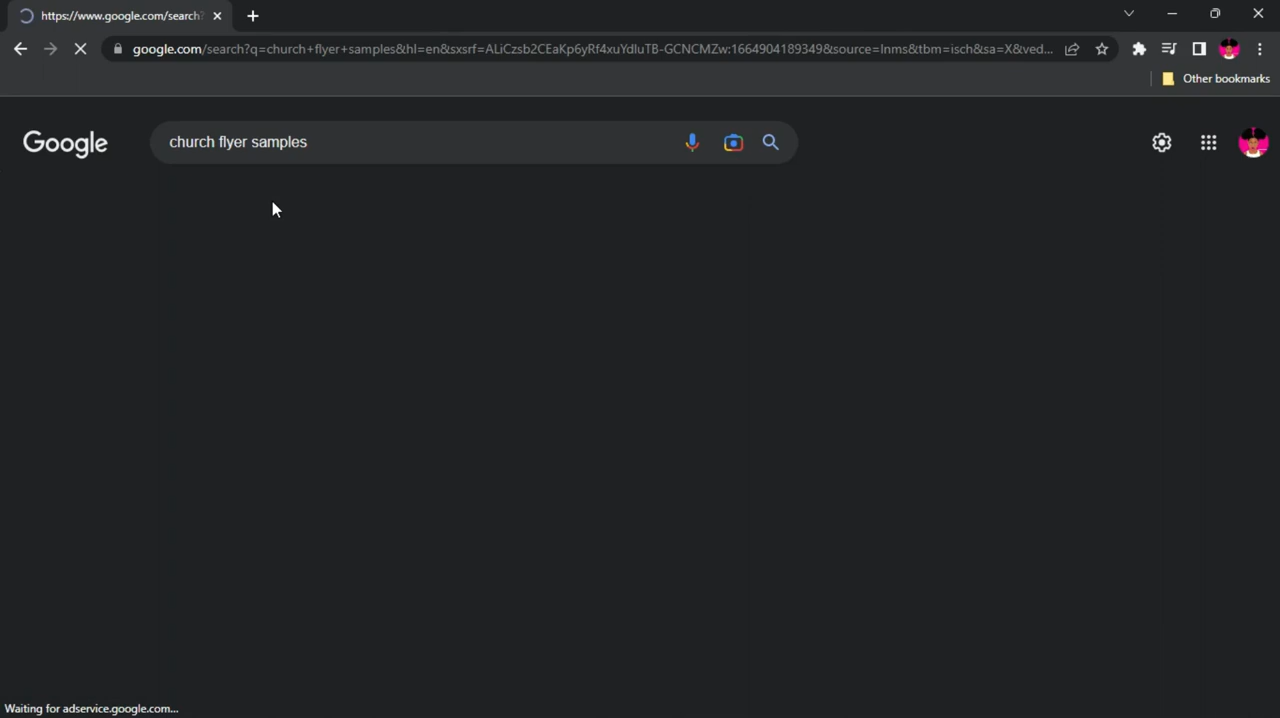 https://www.google.com/search?
google.com/search?q=church+flyer+samples&hl=en&sxsrf=ALiCzsb2CEaKp6yRf4xuYdIuTB-GCNCMZw:1664904189349&source=lnms&tbm=isch&sa=X&ved...
Other bookmarks
Google
church flyer samples
Waiting for adservice.google.com...